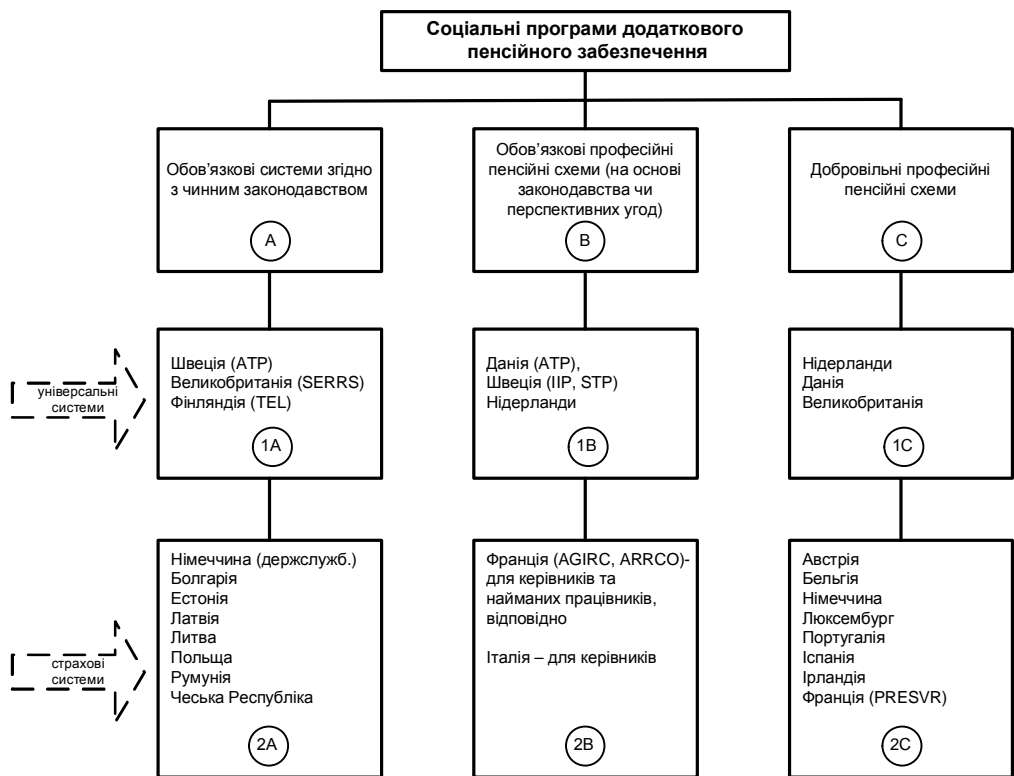 Соціальні програми додаткового
пенсійного забезпечення
Обов’язкові системи згідно
з чинним законодавством
A
Обов’язкові професійні
пенсійні схеми (на основі
законодавства чи
перспективних угод)
B
Добровільні професійні
пенсійні схеми
C
універсальні
системи
Швеція (ATP)
Великобританія (SERRS)
Фінляндія (TEL)
1A
Данія (ATP),
Швеція (IIP, STP)
Нідерланди
1B
Нідерланди
Данія
Великобританія
1C
страхові
системи
Німеччина (держслужб.)
Болгарія
Естонія
Латвія
Литва
Польща
Румунія
Чеська Республіка
2A
Франція (AGIRC, ARRCO)-
для керівників та
найманих працівників,
відповідно
Італія – для керівників
2B
Австрія
Бельгія
Німеччина
Люксембург
Португалія
Іспанія
Ірландія
Франція (PRESVR)
2C